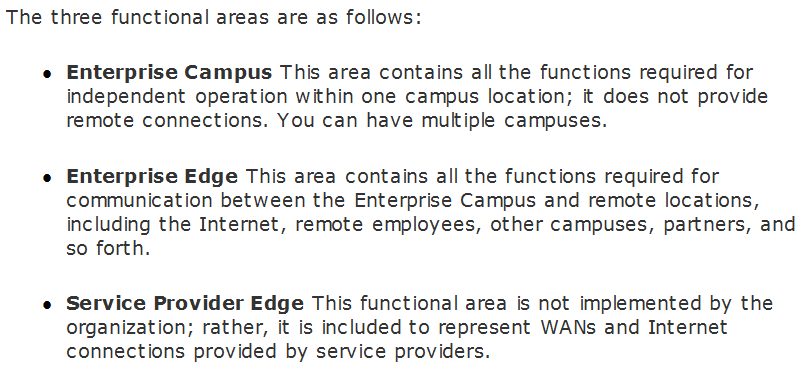 The three functional areas are as follows:
• Enterprise Campus This area contains all the functions required for
independent operation within one campus location; it does not provide
remote connections. You can have multiple campuses.
• Enterprise Edge This area contains all the functions required for
communication between the Enterprise Campus and remote locations,
including the Internet, remote employees, other campuses, partners, and
so forth.
• Service Provider Edge This functional area is not implemented by the
organization; rather, it is included to represent WANs and Internet
connections provided by service providers.